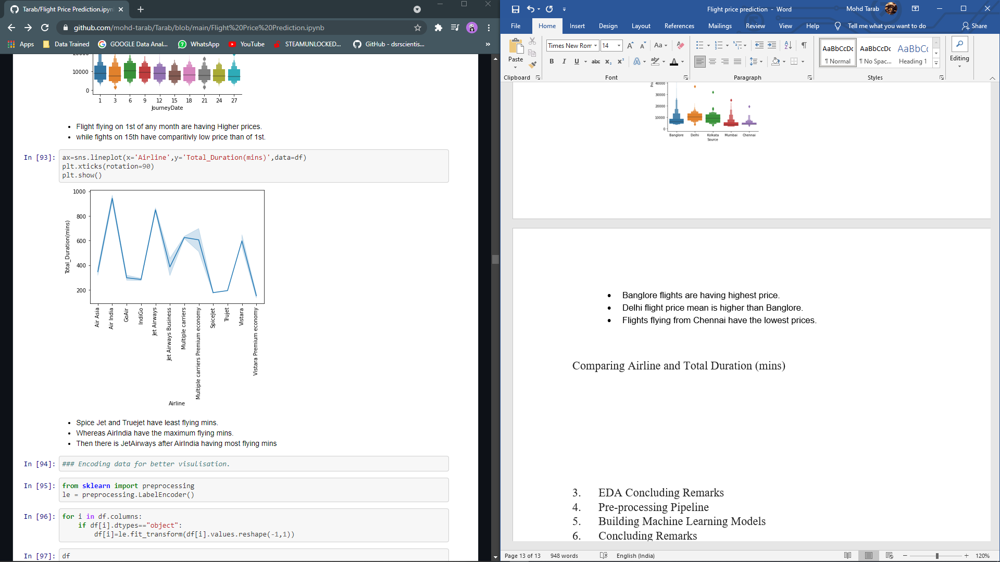 Tarab/Flight Price Prediction.ipyn
github.com/mohd-tarab/Tarab/blob/main/Flight%20Price%20Prediction.ipynb
Apps Data Trained GOOGLE Data Anal... WhatsApp YouTube STEAMUNLOCKED... GitHub - dsrscientis... »
10000
0
1 3 6 9 12 15 18 21 24 27
JourneyDate
• Flight flying on 1st of any month are having Higher prices.
• while fights on 15th have comparitivly low price than of 1st.
In [93]: ax=sns.lineplot(x='Airline',y='Total_Duration(mins)',data=df)
plt.xticks(rotation=90)
plt.show()
1000
800
600
400
200
Total_Duration(mins)
Air Asia
Air India
GoAir
IndiGo
Jet Airways
Jet Airways Business
Multiple carriers
Multiple carriers Premium economy
SpiceJet
Trujet
Vistara
Vistara Premium economy
Airline
• Spice Jet and Truejet have least flying mins.
• Whereas AirIndia have the maximum flying mins.
• Then there is JetAirways after AirIndia having most flying mins
In [94]: ### Encoding data for better visulisation.
In [95]: from sklearn import preprocessing
le = preprocessing.LabelEncoder()
In [96]: for i in df.columns:
if df[i].dtypes=="object":
df[i]=le.fit_transform(df[i].values.reshape(-1,1))
In [97]: df
Flight price prediction - Word
Mohd Tarab
File Home Insert Design Layout References Mailings Review View Help Tell me what you want to do Share
Paste
Clipboard
Times New Ron 14
Aa
B I U abc x₂ x² A ab A
Font
Paragraph
AaBbCcDc AaBbCcDc AaBbCc
¶ Normal ¶ No Spac... Heading 1
Styles
Editing
40000
30000
20000
10000
0
Banglore Delhi Kolkata Mumbai Chennai
Source
• Banglore flights are having highest price.
• Delhi flight price mean is higher than Banglore.
• Flights flying from Chennai have the lowest prices.
Comparing Airline and Total Duration (mins)
3. EDA Concluding Remarks
4. Pre-processing Pipeline
5. Building Machine Learning Models
6. Concluding Remarks
Page 13 of 13 948 words English (India) 120%